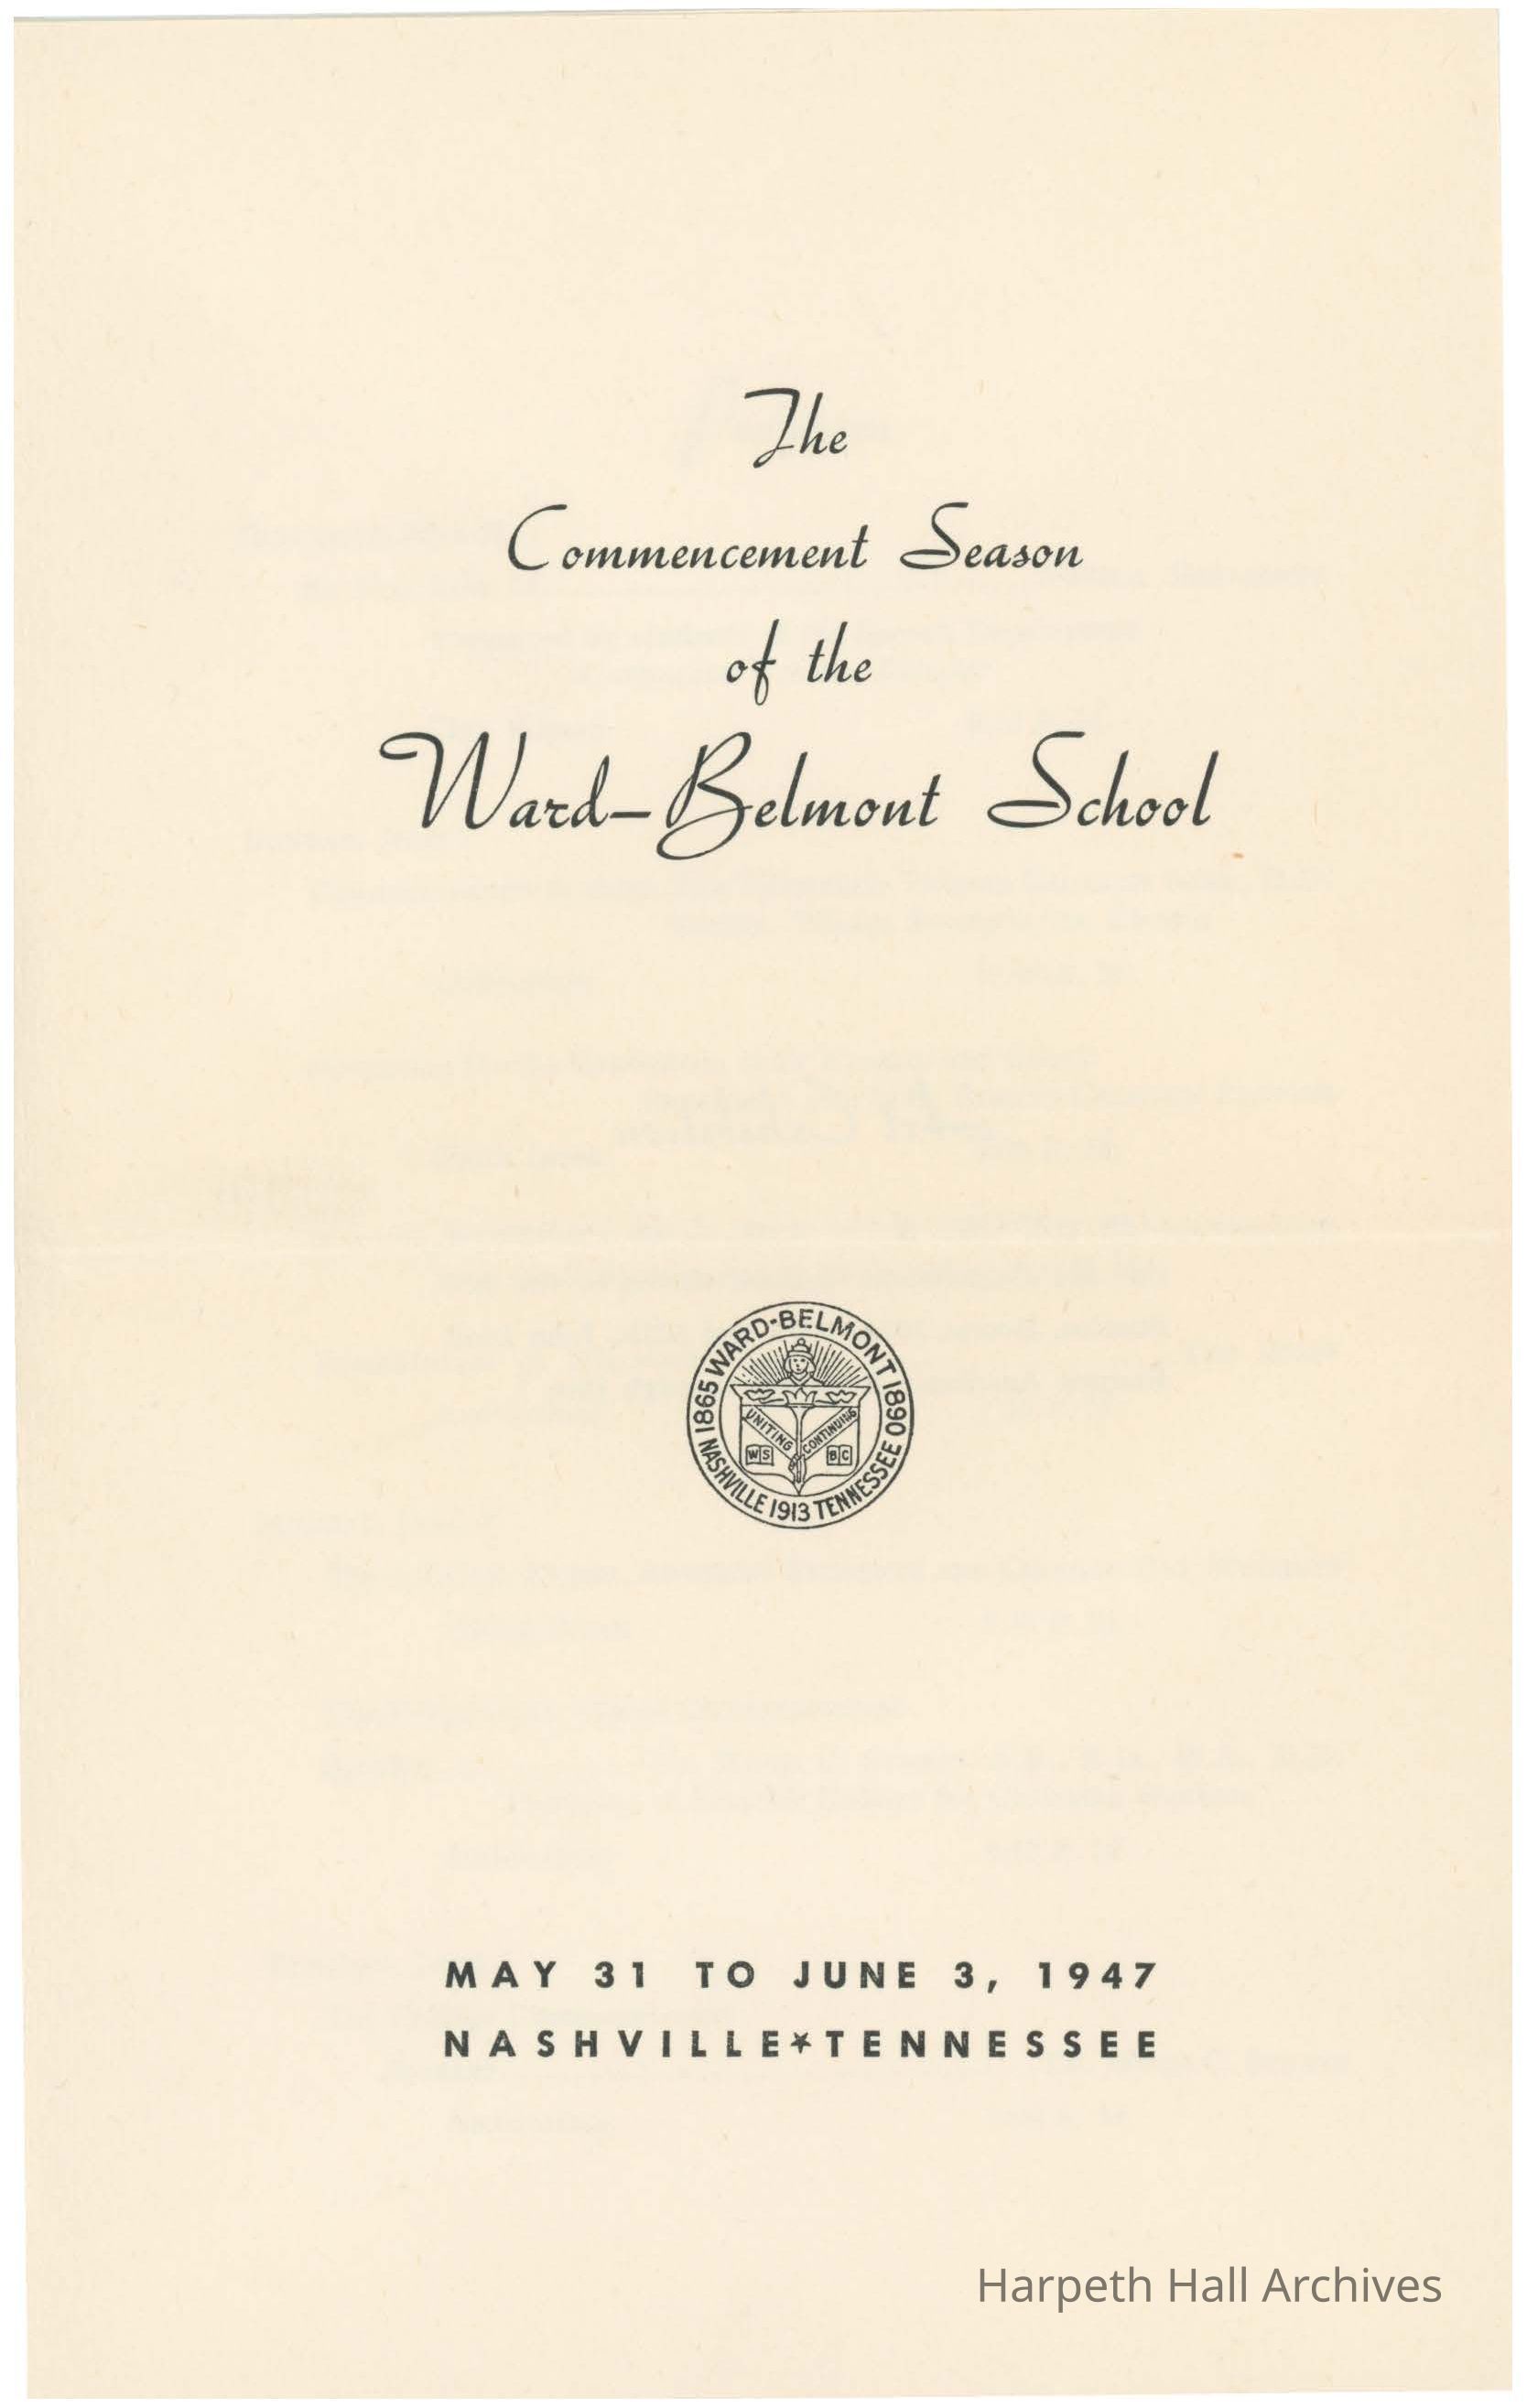 The
Commencement Season
of the
Ward-Belmont School
1865 WARD-BELMONT 1890
NASHVILLE 1913 TENNESSEE
UNITING CONTINUING
WS BC
MAY 31 TO JUNE 3, 1947
NASHVILLE★TENNESSEE
Harpeth Hall Archives